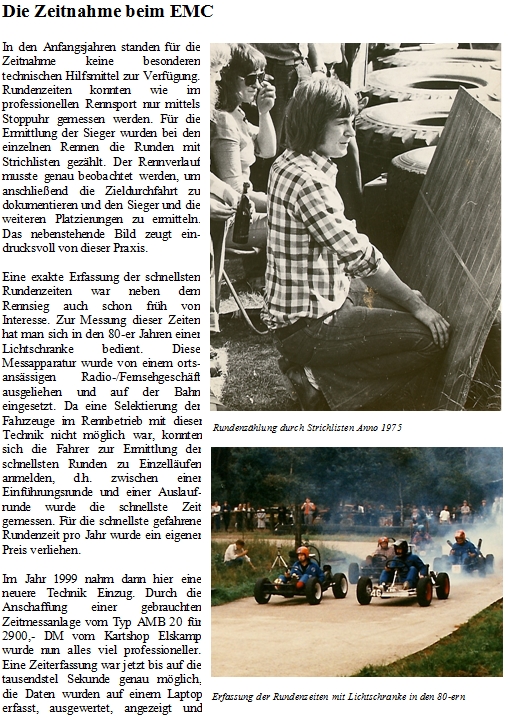 Die Zeitnahme beim EMC
In den Anfangsjahren standen für die
Zeitnahme keine besonderen
technischen Hilfsmittel zur Verfügung.
Rundenzeiten konnten wie im
professionellen Rennsport nur mittels
Stoppuhr gemessen werden. Für die
Ermittlung der Sieger wurden bei den
einzelnen Rennen die Runden mit
Strichlisten gezählt. Der Rennverlauf
musste genau beobachtet werden, um
anschließend die Zieldurchfahrt zu
dokumentieren und den Sieger und die
weiteren Platzierungen zu ermitteln.
Das nebenstehende Bild zeugt ein-
drucksvoll von dieser Praxis.
Eine exakte Erfassung der schnellsten
Rundenzeiten war neben dem
Rennsieg auch schon früh von
Interesse. Zur Messung dieser Zeiten
hat man sich in den 80-er Jahren einer
Lichtschranke bedient. Diese
Messapparatur wurde von einem orts-
ansässigen Radio-/Fernsehgeschäft
ausgeliehen und auf der Bahn
eingesetzt. Da eine Selektierung der
Fahrzeuge im Rennbetrieb mit dieser
Technik nicht möglich war, konnten
sich die Fahrer zur Ermittlung der
schnellsten Runden zu Einzelläufen
anmelden, d.h. zwischen einer
Einführungsrunde und einer Auslauf-
runde wurde die schnellste Zeit
gemessen. Für die schnellste gefahrene
Rundenzeit pro Jahr wurde ein eigener
Preis verliehen.
Im Jahr 1999 nahm dann hier eine
neuere Technik Einzug. Durch die
Anschaffung einer gebrauchten
Zeitmessanlage vom Typ AMB 20 für
2900,- DM vom Kartshop Elskamp
wurde nun alles viel professioneller.
Eine Zeiterfassung war jetzt bis auf die
tausendstel Sekunde genau möglich,
die Daten wurden auf einem Laptop
erfasst, ausgewertet, angezeigt und
Rundenzählung durch Strichlisten Anno 1975
46
Erfassung der Rundenzeiten mit Lichtschranke in den 80-ern